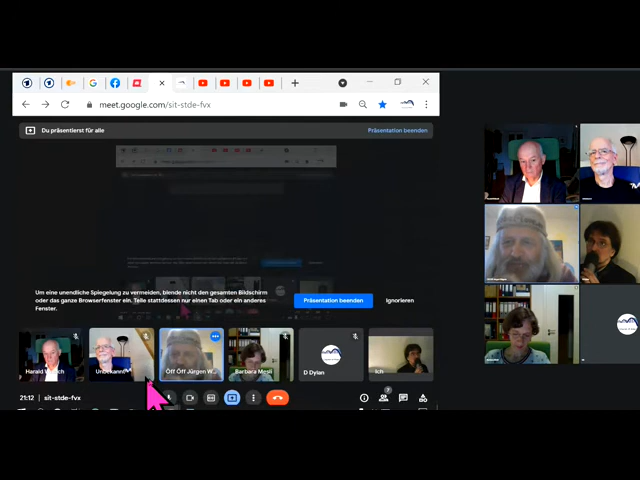 meet.google.com/sit-stde-fvx
Du präsentierst für alle
Präsentation beenden
Um eine unendliche Spiegelung zu vermeiden, blende nicht den gesamten Bildschirm
oder das ganze Browserfenster ein. Teile stattdessen nur einen Tab oder ein anderes
Fenster.
Präsentation beenden
Ignorieren
Harald
Unbekannt
Öff Öff Jürgen W...
Barbara Mesli
D Dylan
Ich
21:12 | sit-stde-fvx
7